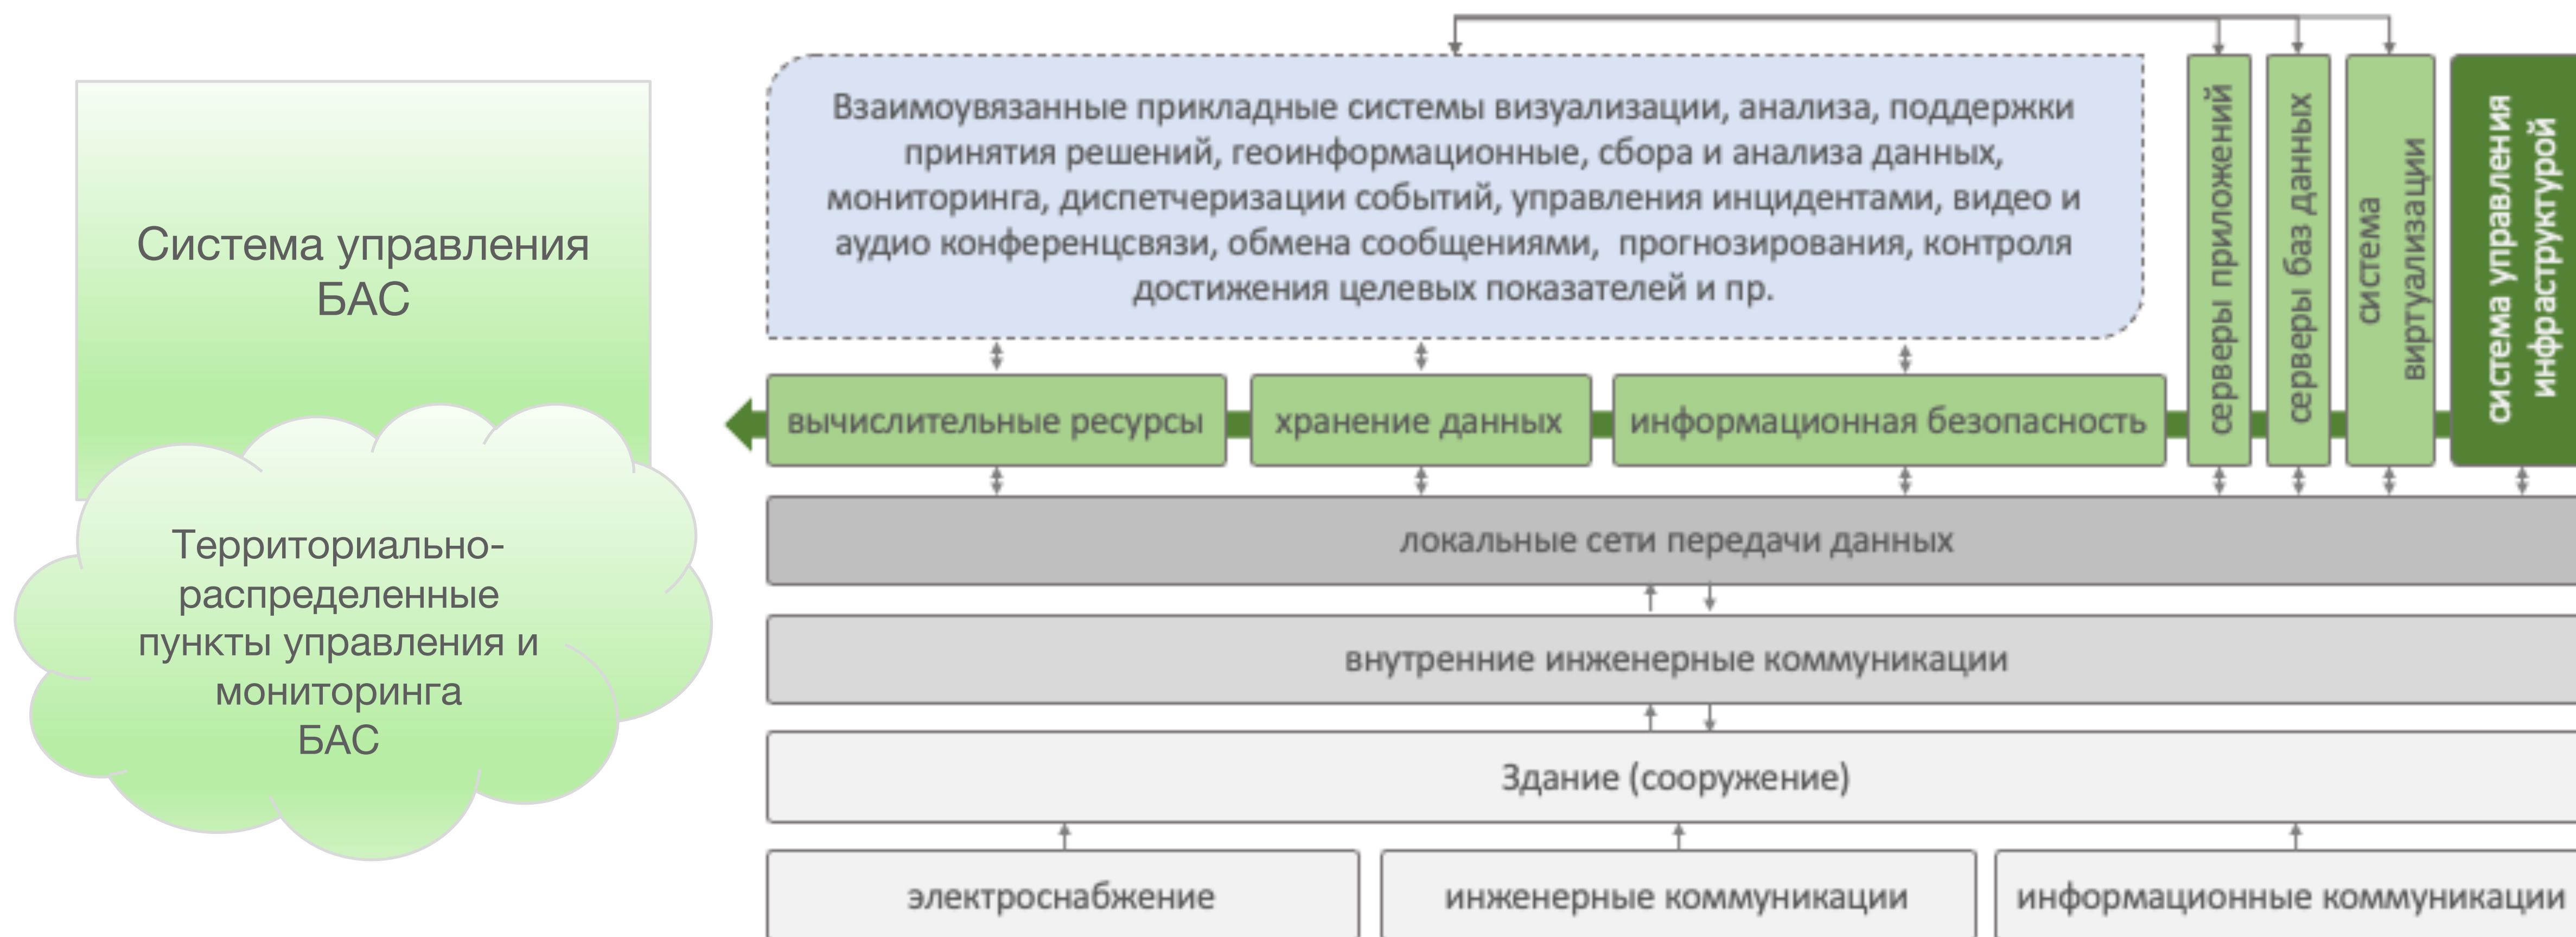 Система управления
БАС
Территориально-
распределенные
пункты управления и
мониторинга
БАС
Взаимоувязанные прикладные системы визуализации, анализа, поддержки
принятия решений, геоинформационные, сбора и анализа данных,
мониторинга, диспетчеризации событий, управления инцидентами, видео и
аудио конференцсвязи, обмена сообщениями, прогнозирования, контроля
достижения целевых показателей и пр.
серверы приложений
серверы баз данных
система
виртуализации
система управления
инфраструктурой
вычислительные ресурсы
хранение данных
информационная безопасность
локальные сети передачи данных
внутренние инженерные коммуникации
Здание (сооружение)
электроснабжение
инженерные коммуникации
информационные коммуникации